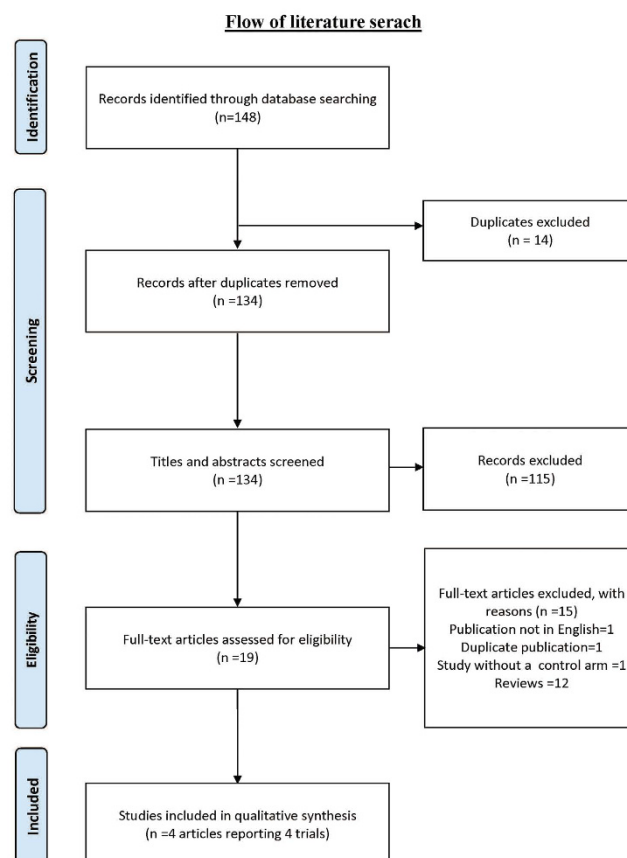 Flow of literature serach
Identification
Records identified through database searching
(n=148)
Duplicates excluded
(n = 14)
Screening
Records after duplicates removed
(n =134)
Titles and abstracts screened
(n =134)
Records excluded
(n =115)
Eligibility
Full-text articles assessed for eligibility
(n =19)
Full-text articles excluded, with
reasons (n =15)
Publication not in English=1
Duplicate publication=1
Study without a control arm =1
Reviews =12
Included
Studies included in qualitative synthesis
(n =4 articles reporting 4 trials)